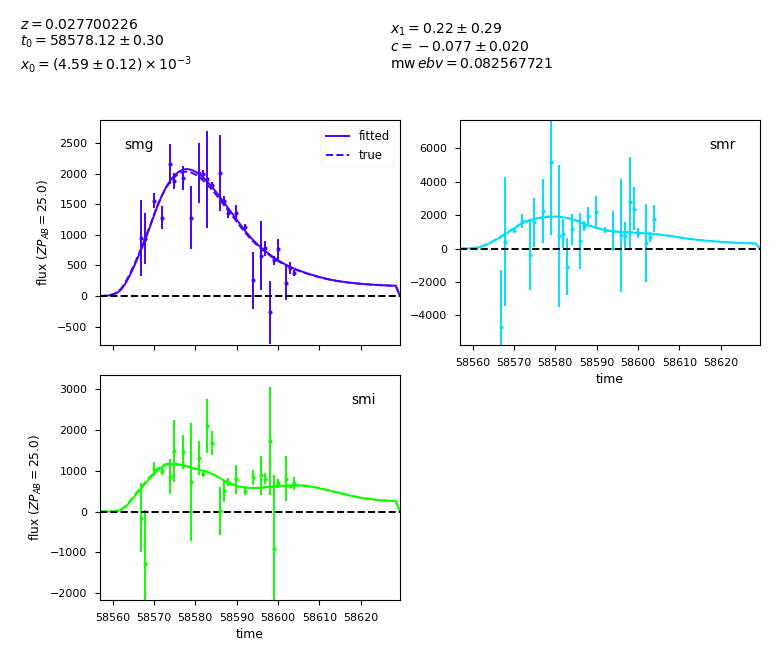 z = 0.027700226
t₀ = 58578.12 ± 0.30
x₀ = (4.59 ± 0.12) × 10⁻³
x₁ = 0.22 ± 0.29
c = −0.077 ± 0.020
mw ebv = 0.082567721
smg
fitted
true
2500
2000
1500
1000
500
0
−500
flux (ZP_AB = 25.0)
smr
6000
4000
2000
0
−2000
−4000
58560 58570 58580 58590 58600 58610 58620
time
smi
3000
2000
1000
0
−1000
−2000
flux (ZP_AB = 25.0)
58560 58570 58580 58590 58600 58610 58620
time